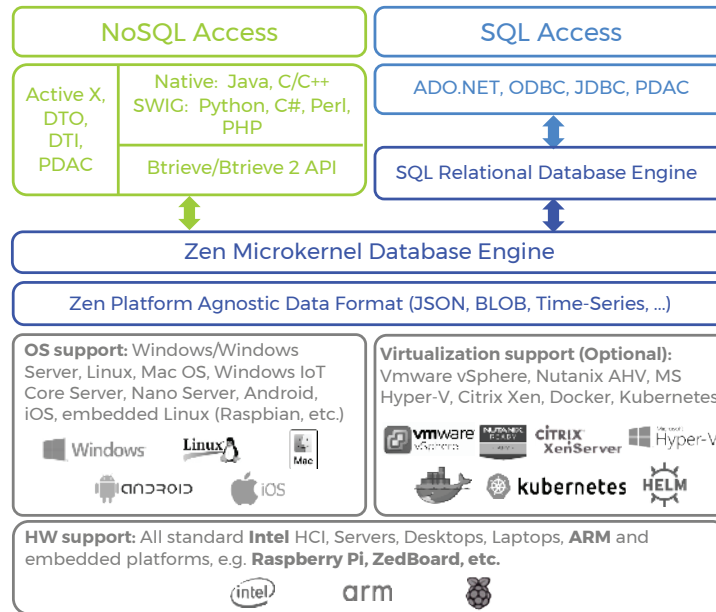 NoSQL Access
SQL Access
Active X,
DTO,
DTI,
PDAC
Native: Java, C/C++
SWIG: Python, C#, Perl,
PHP
Btrieve/Btrieve 2 API
ADO.NET, ODBC, JDBC, PDAC
SQL Relational Database Engine
Zen Microkernel Database Engine
Zen Platform Agnostic Data Format (JSON, BLOB, Time-Series, ...)
OS support: Windows/Windows
Server, Linux, Mac OS, Windows IoT
Core Server, Nano Server, Android,
iOS, embedded Linux (Raspbian, etc.)
Windows
Linux
Mac
ANDROID
iOS
Virtualization support (Optional):
Vmware vSphere, Nutanix AHV, MS
Hyper-V, Citrix Xen, Docker, Kubernetes
vmware
vSphere
NUTANIX
READY
CITRIX
XenServer
Microsoft
Hyper-V
docker
kubernetes
HELM
HW support: All standard Intel HCI, Servers, Desktops, Laptops, ARM and
embedded platforms, e.g. Raspberry Pi, ZedBoard, etc.
intel
arm